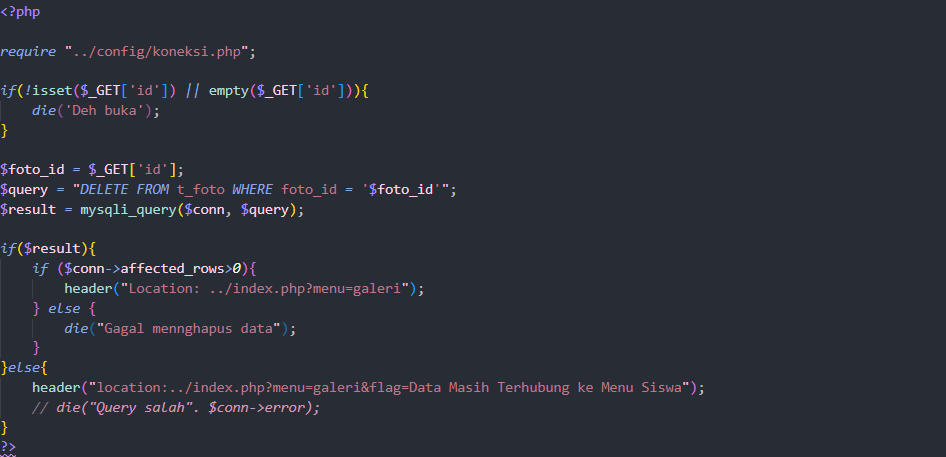 <?php
require "../config/koneksi.php";
if(!isset($_GET['id']) || empty($_GET['id'])){
    die('Deh buka');
}
$foto_id = $_GET['id'];
$query = "DELETE FROM t_foto WHERE foto_id = '$foto_id'";
$result = mysqli_query($conn, $query);
if($result){
    if ($conn->affected_rows>0){
        header("Location: ../index.php?menu=galeri");
    } else {
        die("Gagal mennghapus data");
    }
}else{
    header("location:../index.php?menu=galeri&flag=Data Masih Terhubung ke Menu Siswa");
    // die("Query salah". $conn->error);
}
?>